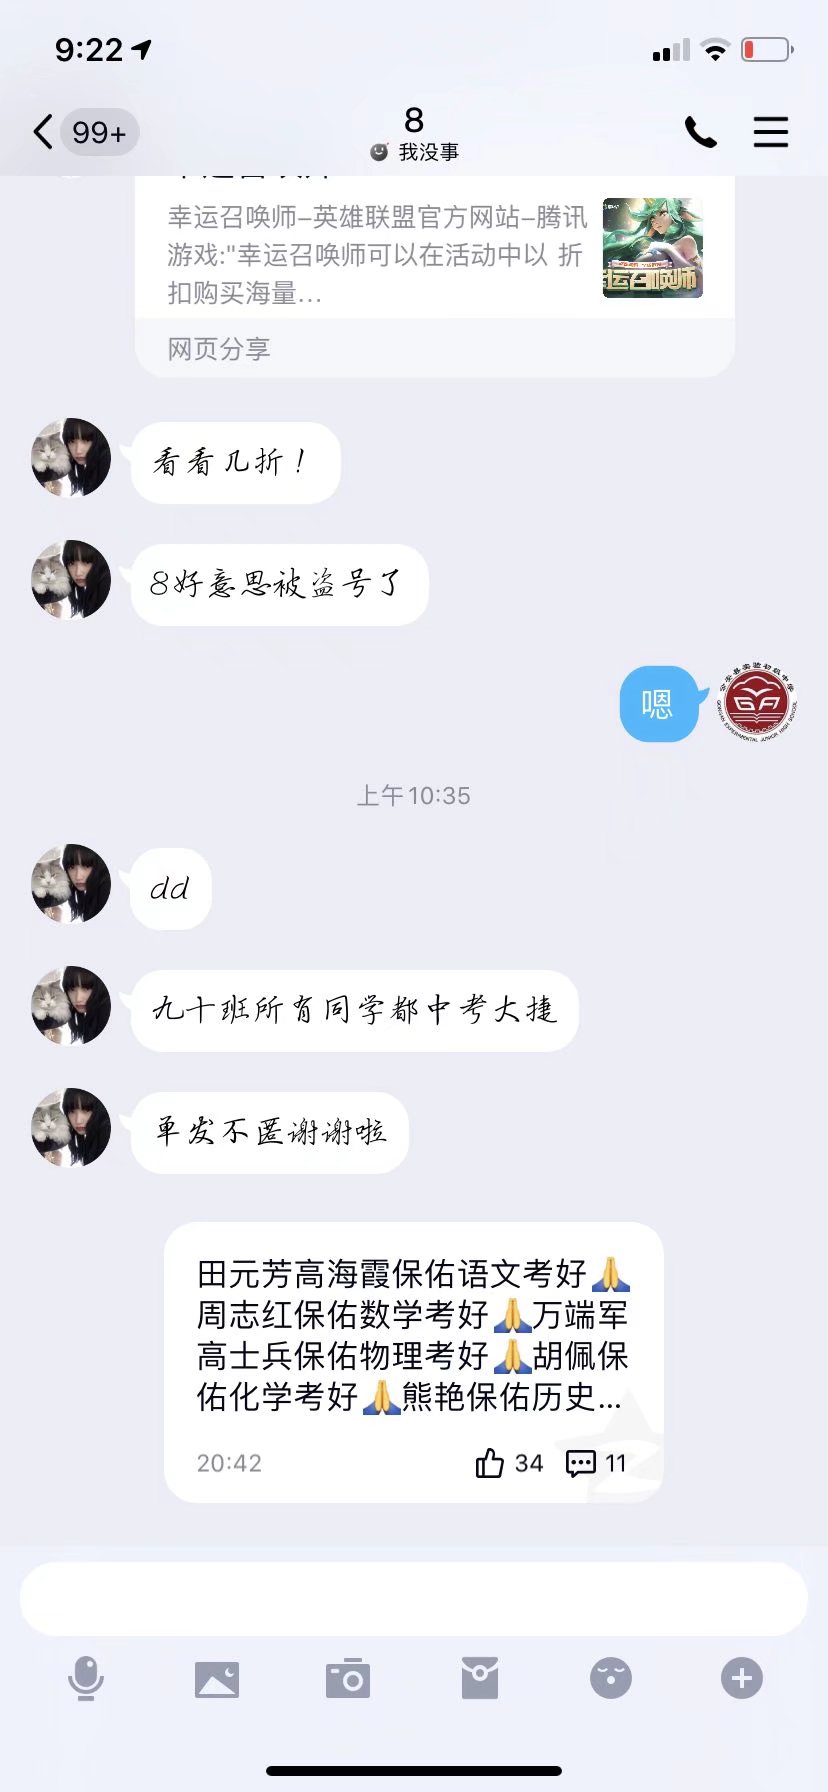 9:22
99+
8
我没事
幸运召唤师-英雄联盟官方网站-腾讯
游戏:"幸运召唤师可以在活动中以 折
扣购买海量...
幸运召唤师
网页分享
看看几折！
8好意思被盗号了
嗯
上午10:35
dd
九十班所有同学都中考大捷
单发不匿谢谢啦
田元芳高海霞保佑语文考好🙏
周志红保佑数学考好🙏万端军
高士兵保佑物理考好🙏胡佩保
佑化学考好🙏熊艳保佑历史...
20:42
34
11